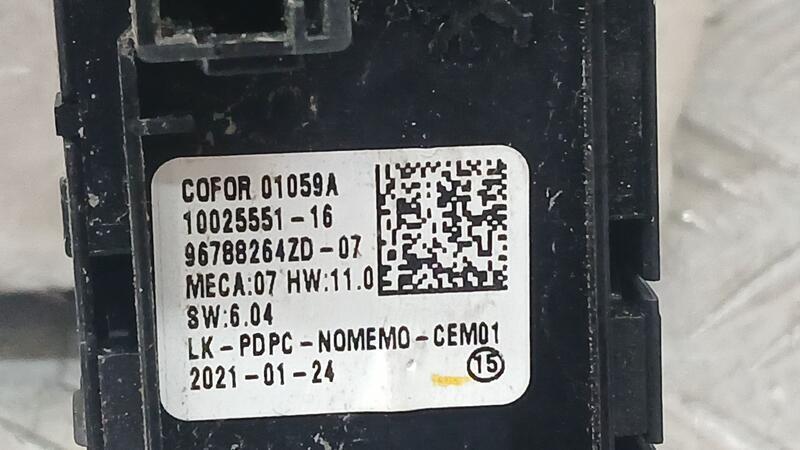 COFOR 01059A
10025551-16
96788264ZD-07
MECA:07 HW:11.0
SW:6.04
LK-PDPC-NOMEMO-CEM01
2021-01-24
15